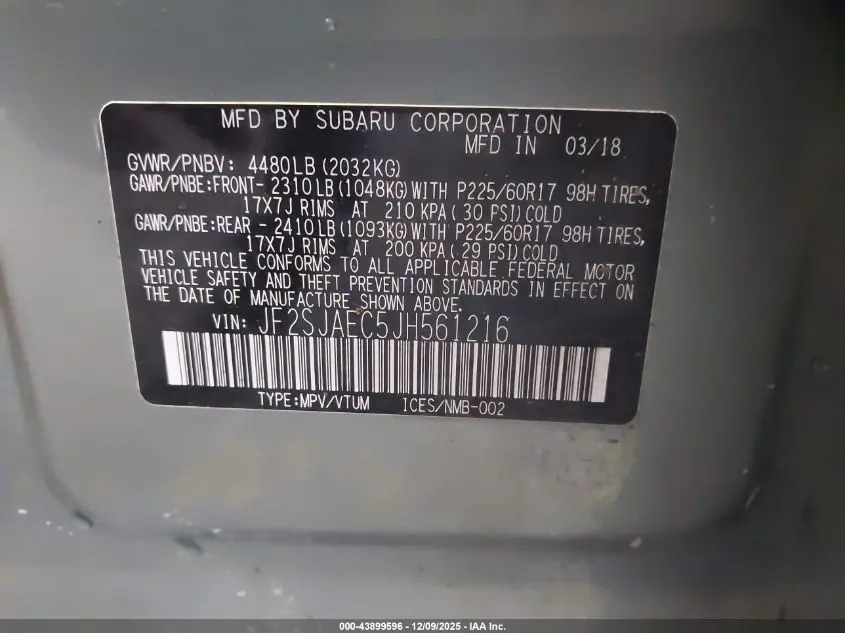 MFD BY SUBARU CORPORATION
MFD IN 03/18
GVWR/PNBV: 4480LB(2032KG)
GAWR/PNBE:FRONT- 2310LB(1048KG)WITH P225/60R17 98H TIRES,
17X7J RIMS AT 210 KPA( 30 PSI)COLD
GAWR/PNBE:REAR - 2410LB(1093KG)WITH P225/60R17 98H TIRES,
17X7J RIMS AT 200 KPA( 29 PSI)COLD
THIS VEHICLE CONFORMS TO ALL APPLICABLE FEDERAL MOTOR
VEHICLE SAFETY AND THEFT PREVENTION STANDARDS IN EFFECT ON
THE DATE OF MANUFACTURE SHOWN ABOVE.
VIN: JF2SJAEC5JH561216
TYPE:MPV/VTUM ICES/NMB-002
000-43899596 - 12/09/2025 - IAA Inc.